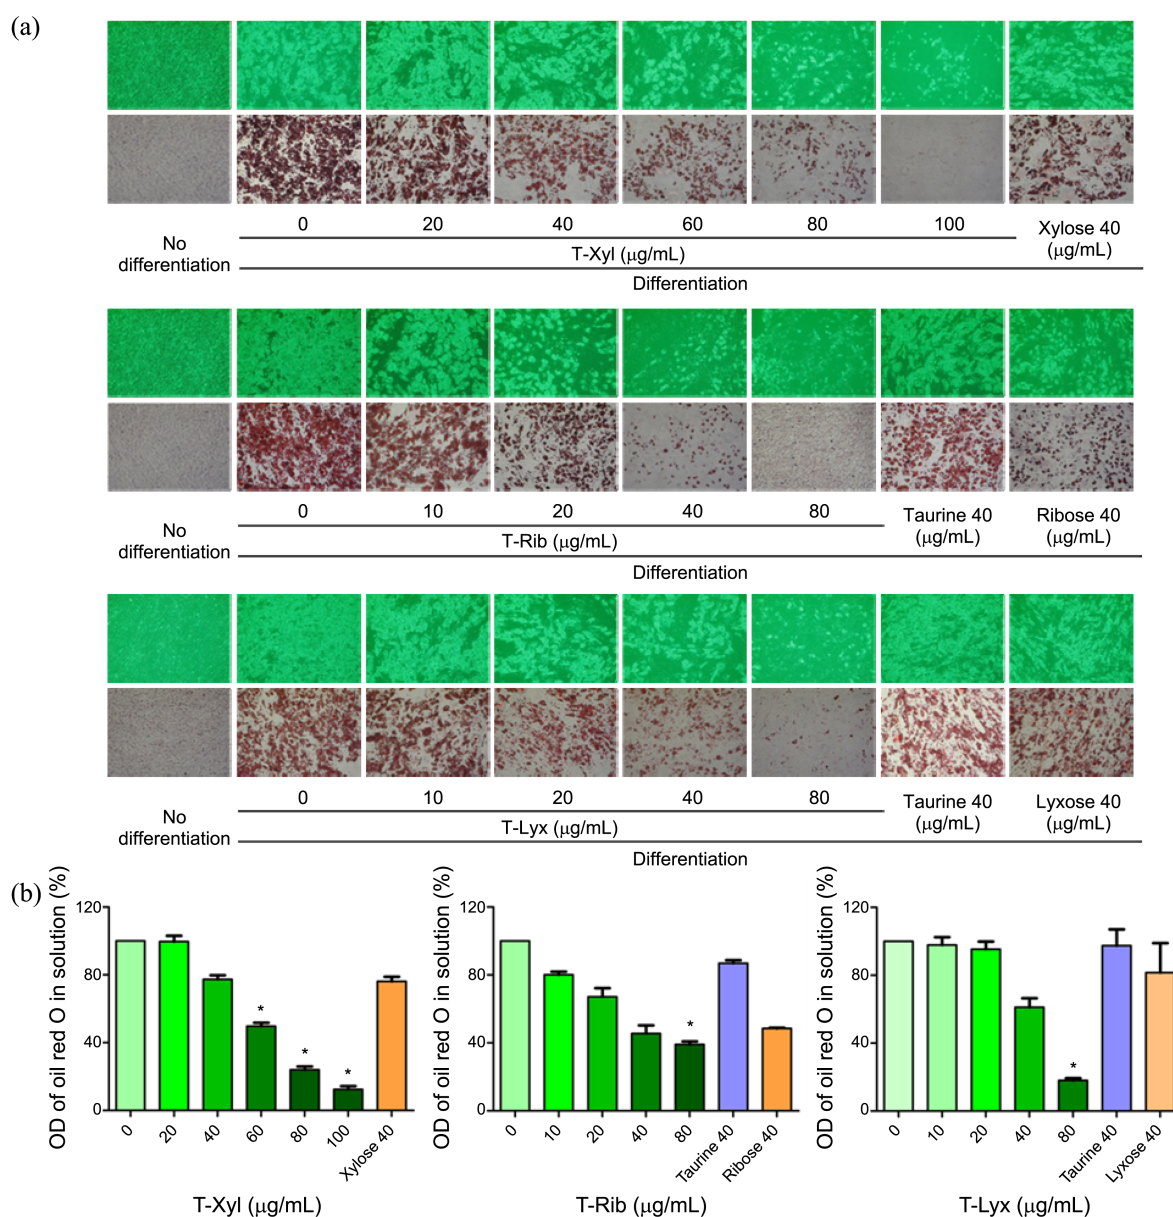 (a)
0 20 40 60 80 100 Xylose 40
(μg/mL)
No
differentiation
T-Xyl (μg/mL)
Differentiation
0 10 20 40 80 Taurine 40 Ribose 40
(μg/mL) (μg/mL)
No
differentiation
T-Rib (μg/mL)
Differentiation
0 10 20 40 80 Taurine 40 Lyxose 40
(μg/mL) (μg/mL)
No
differentiation
T-Lyx (μg/mL)
Differentiation
(b)
OD of oil red O in solution (%)
120
80
40
0
* * *
0 20 40 60 80 100 Xylose 40
T-Xyl (μg/mL)
OD of oil red O in solution (%)
120
80
40
0
*
0 10 20 40 80 Taurine 40 Ribose 40
T-Rib (μg/mL)
OD of oil red O in solution (%)
120
80
40
0
*
0 10 20 40 80 Taurine 40 Lyxose 40
T-Lyx (μg/mL)